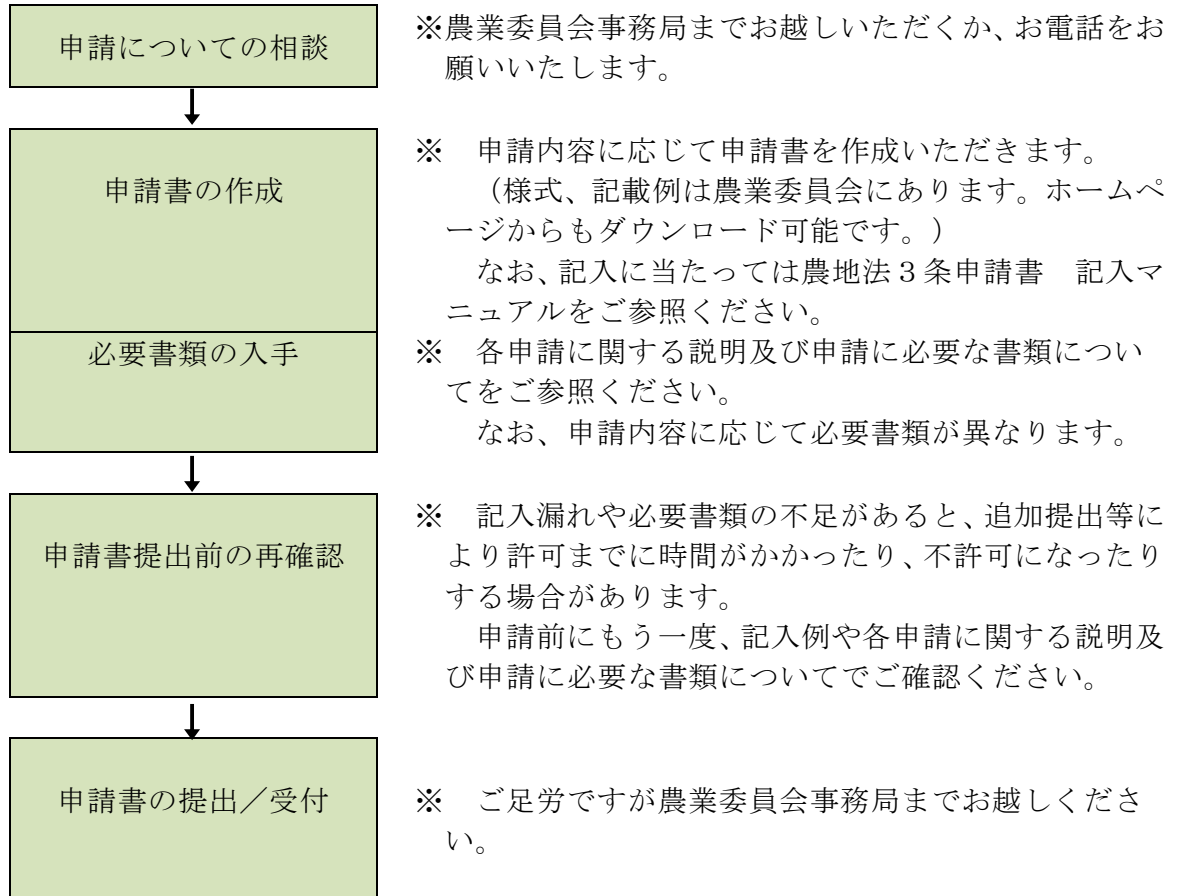 申請についての相談
※農業委員会事務局までお越しいただくか、お電話をお
願いいたします。
申請書の作成
※　申請内容に応じて申請書を作成いただきます。
（様式、記載例は農業委員会にあります。ホームペ
ージからもダウンロード可能です。）
なお、記入に当たっては農地法３条申請書　記入マ
ニュアルをご参照ください。
必要書類の入手
※　各申請に関する説明及び申請に必要な書類につい
てをご参照ください。
なお、申請内容に応じて必要書類が異なります。
申請書提出前の再確認
※　記入漏れや必要書類の不足があると、追加提出等に
より許可までに時間がかかったり、不許可になったり
する場合があります。
申請前にもう一度、記入例や各申請に関する説明及
び申請に必要な書類についてでご確認ください。
申請書の提出／受付
※　ご足労ですが農業委員会事務局までお越しくださ
い。